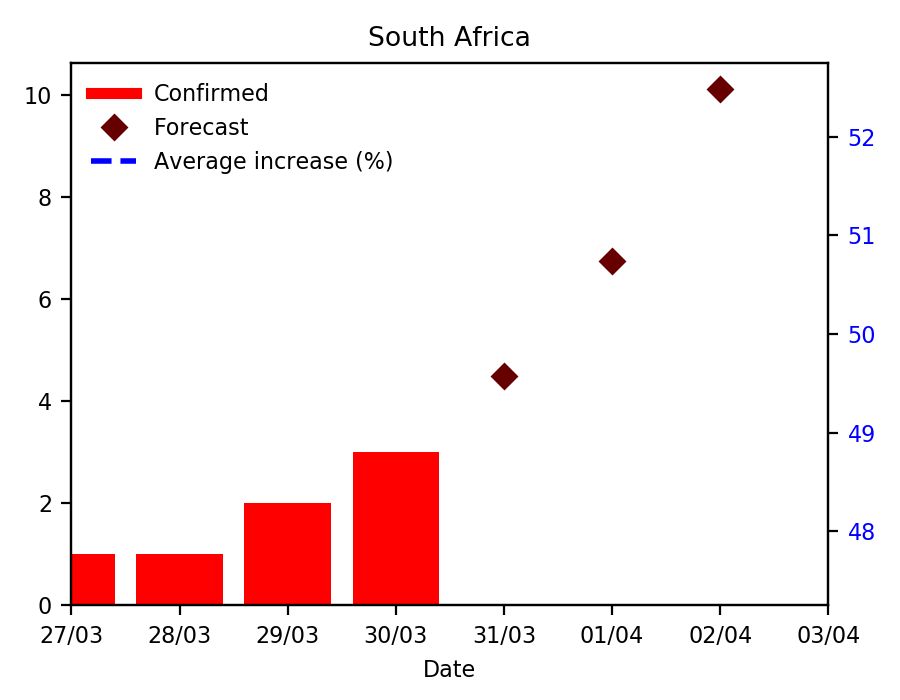 South Africa
Confirmed
Forecast
Average increase (%)
10
8
6
4
2
0
52
51
50
49
48
27/03 28/03 29/03 30/03 31/03 01/04 02/04 03/04
Date